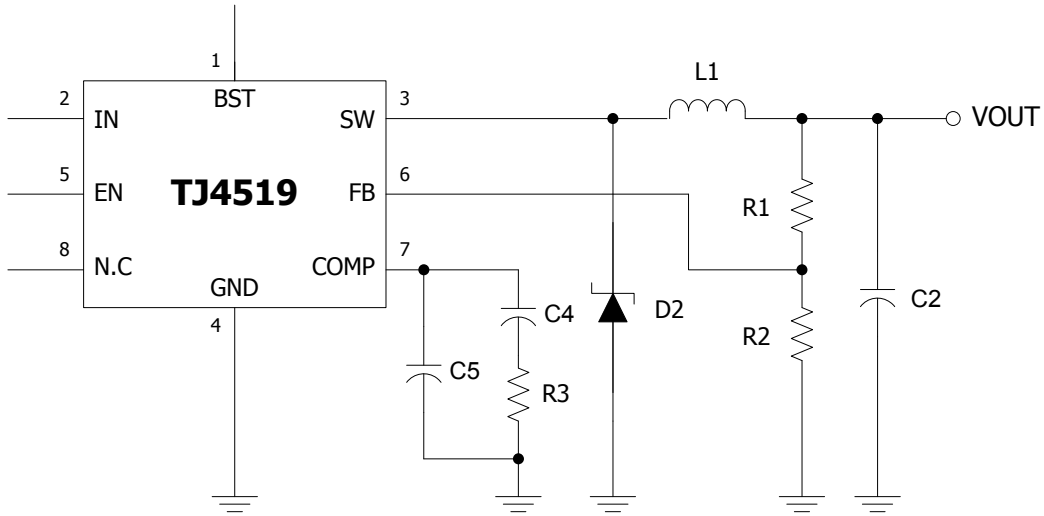 1
BST
2
IN
SW
3
L1
VOUT
5
EN
TJ4519
FB
6
R1
8
N.C
COMP
7
GND
4
C4
D2
C2
R2
C5
R3